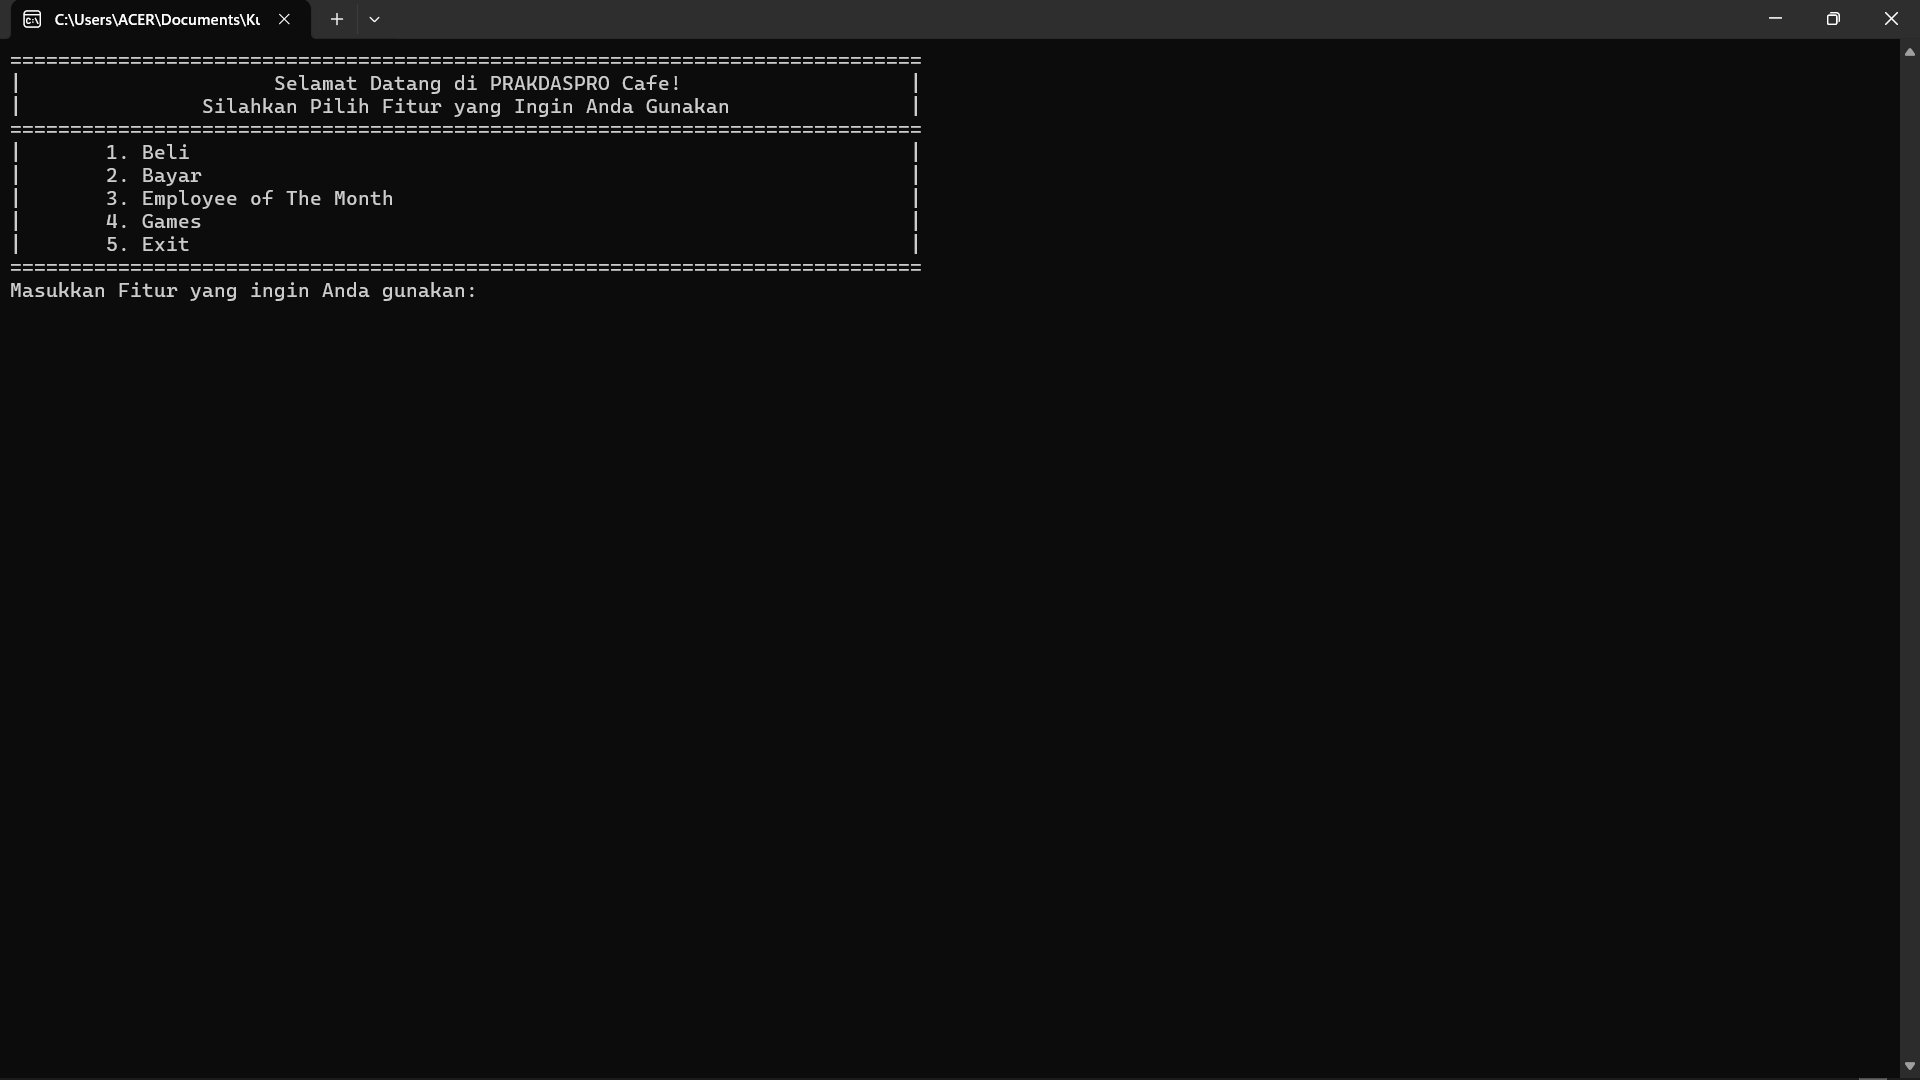 C:\Users\ACER\Documents\Ku
============================================================================
|                     Selamat Datang di PRAKDASPRO Cafe!                   |
|               Silahkan Pilih Fitur yang Ingin Anda Gunakan               |
============================================================================
|       1. Beli                                                            |
|       2. Bayar                                                           |
|       3. Employee of The Month                                           |
|       4. Games                                                           |
|       5. Exit                                                            |
============================================================================
Masukkan Fitur yang ingin Anda gunakan: